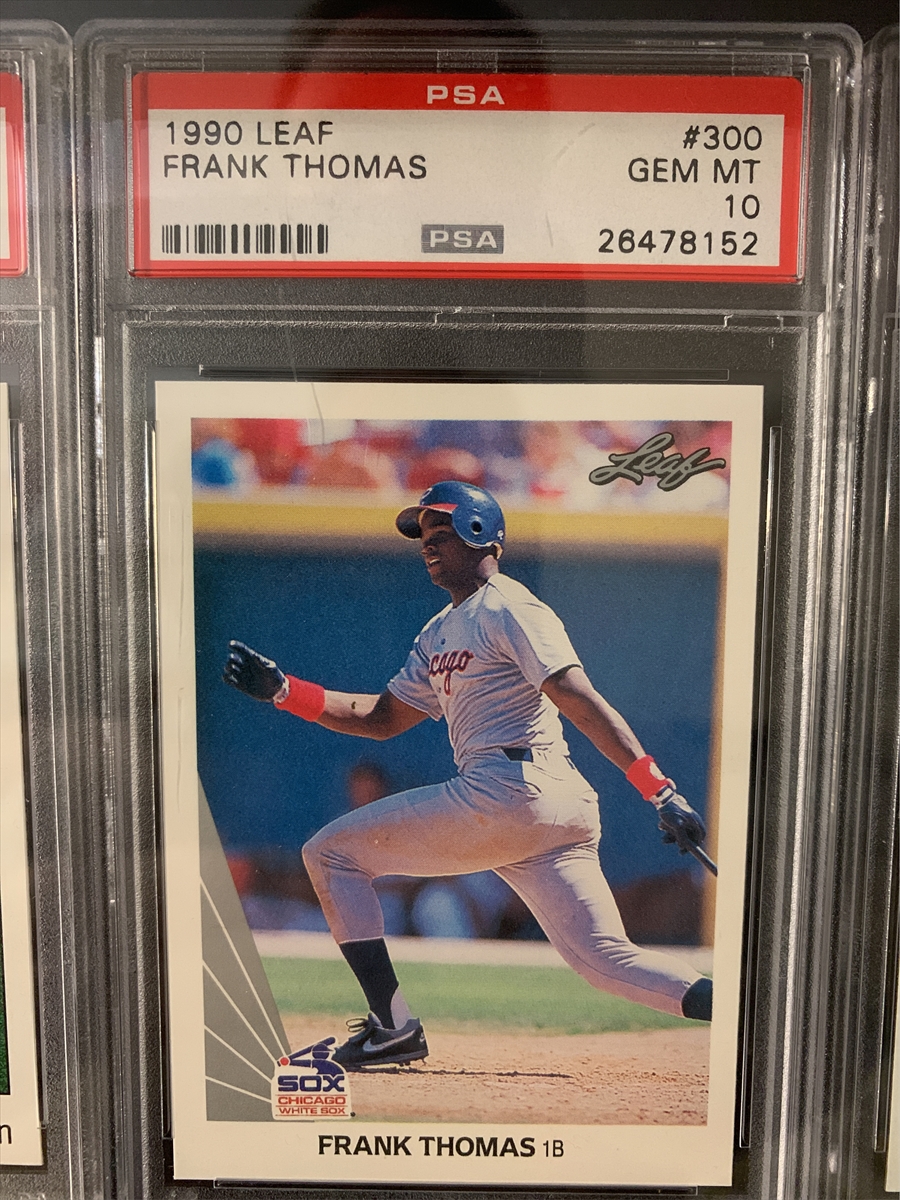 PSA
1990 LEAF #300
FRANK THOMAS GEM MT
10
PSA 26478152
Leaf
cago
SOX
CHICAGO
WHITE SOX
FRANK THOMAS 1B
n